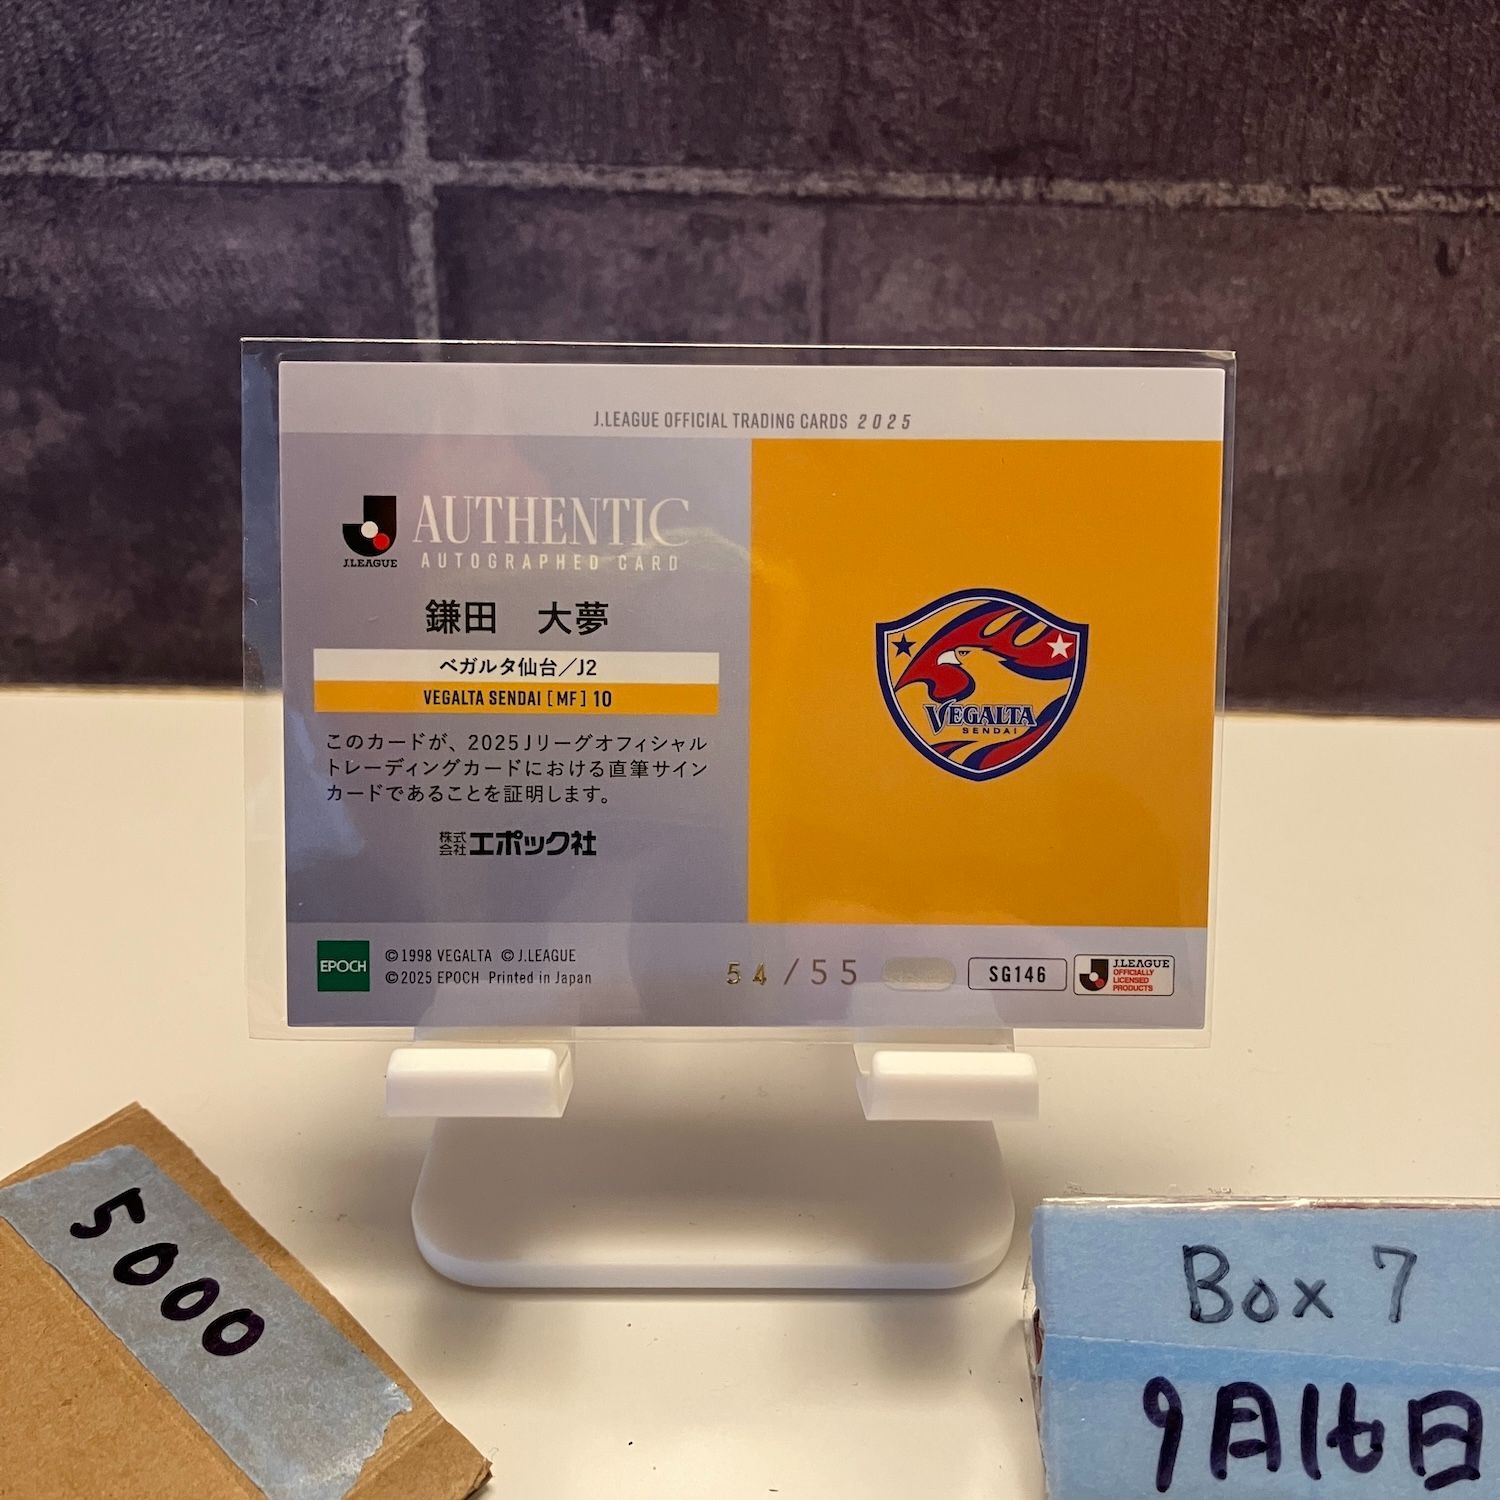 J.LEAGUE OFFICIAL TRADING CARDS 2025
J.LEAGUE
AUTHENTIC
AUTOGRAPHED CARD
鎌田 大夢
ベガルタ仙台/J2
VEGALTA SENDAI [MF] 10
このカードが、2025Jリーグオフィシャル
トレーディングカードにおける直筆サイン
カードであることを証明します。
株式会社エポック社
VEGALTA
SENDAI
EPOCH
©1998 VEGALTA ©J.LEAGUE
©2025 EPOCH Printed in Japan
54/55
SG146
J.LEAGUE
OFFICIALLY
LICENSED
PRODUCTS
5000
Box 7
9月16日